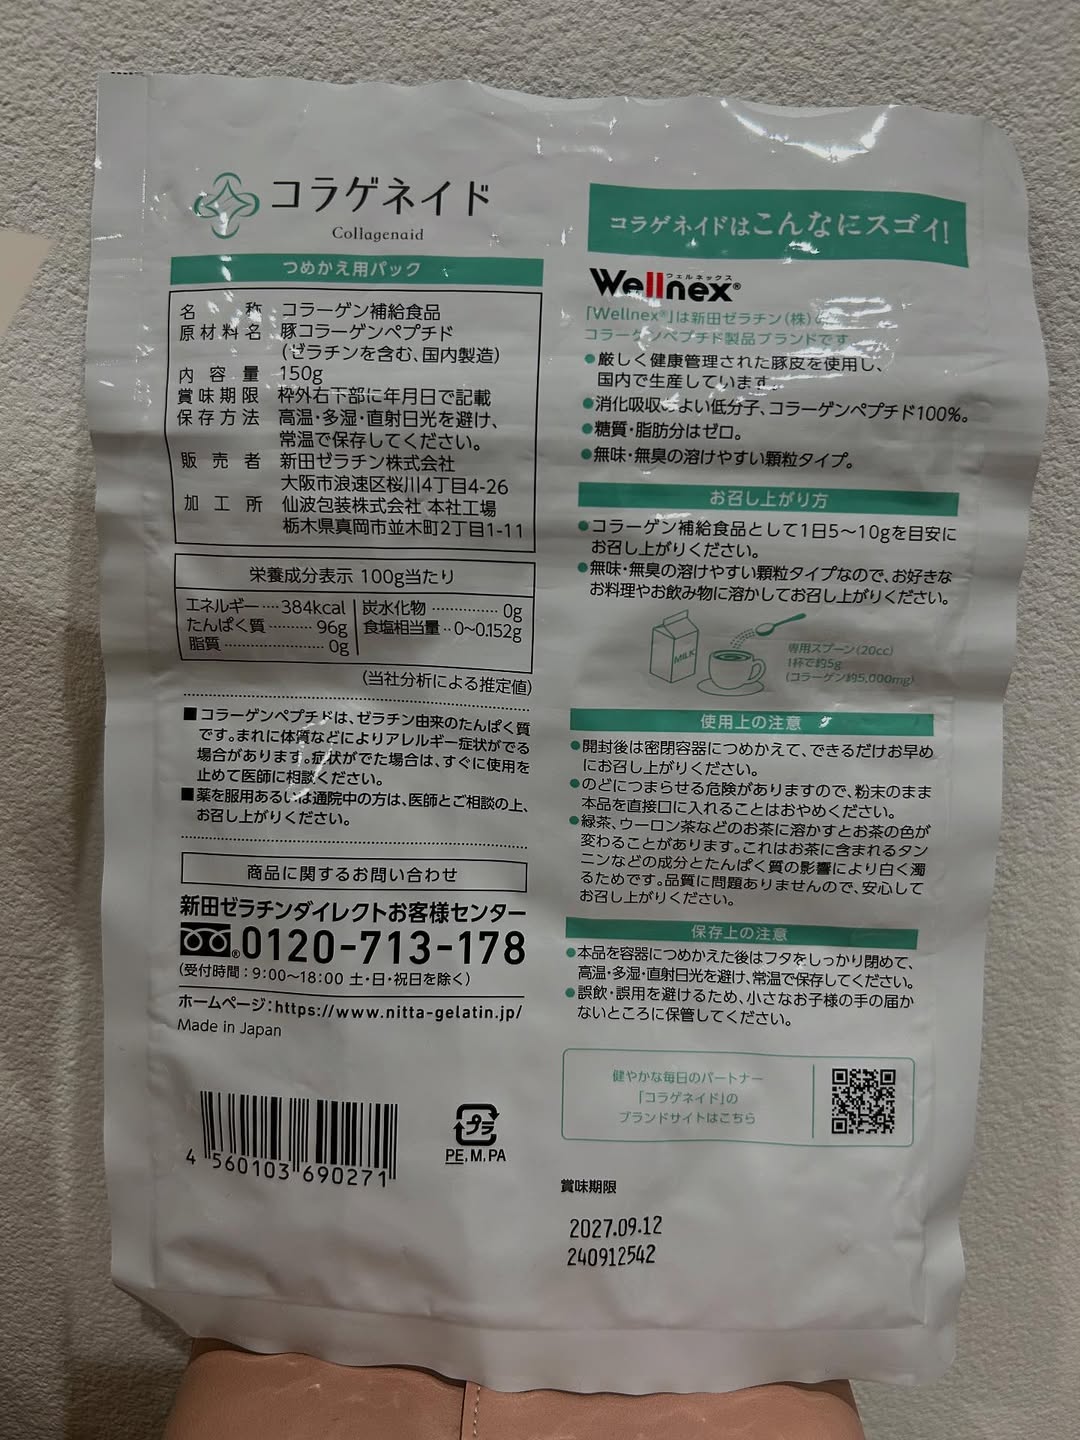 コラゲネイド
Collagenaid
つめかえ用パック
名称 コラーゲン補給食品
原材料名 豚コラーゲンペプチド
(ゼラチンを含む、国内製造)
内容量 150g
賞味期限 枠外右下部に年月日で記載
保存方法 高温・多湿・直射日光を避け、
常温で保存してください。
販売者 新田ゼラチン株式会社
大阪市浪速区桜川4丁目4-26
加工所 仙波包装株式会社 本社工場
栃木県真岡市並木町2丁目1-11
栄養成分表示 100g当たり
エネルギー‥‥384kcal 炭水化物 ‥‥‥‥‥ 0g
たんぱく質 ‥‥‥‥ 96g 食塩相当量‥0~0.152g
脂質 ‥‥‥‥‥‥‥‥ 0g
(当社分析による推定値)
■コラーゲンペプチドは、ゼラチン由来のたんぱく質
です。まれに体質などによりアレルギー症状がでる
場合があります。症状がでた場合は、すぐに使用を
止めて医師に相談ください。
■薬を服用あるいは通院中の方は、医師とご相談の上、
お召し上がりください。
商品に関するお問い合わせ
新田ゼラチンダイレクトお客様センター
0120-713-178
(受付時間:9:00~18:00 土・日・祝日を除く)
ホームページ:https://www.nitta-gelatin.jp/
Made in Japan
4 560103 690271
プラ
PE,M,PA
コラゲネイドはこんなにスゴイ!
ウェルネックス
Wellnex®
「Wellnex®」は新田ゼラチン(株)の
コラーゲンペプチド製品ブランドです
●厳しく健康管理された豚皮を使用し、
国内で生産しています。
●消化吸収のよい低分子、コラーゲンペプチド100%。
●糖質・脂肪分はゼロ。
●無味・無臭の溶けやすい顆粒タイプ。
お召し上がり方
●コラーゲン補給食品として1日5~10gを目安に
お召し上がりください。
●無味・無臭の溶けやすい顆粒タイプなので、お好きな
お料理やお飲み物に溶かしてお召し上がりください。
MILK
専用スプーン(20cc)
1杯で約5g
(コラーゲン約5,000mg)
使用上の注意
●開封後は密閉容器につめかえて、できるだけお早め
にお召し上がりください。
●のどにつまらせる危険がありますので、粉末のまま
本品を直接口に入れることはおやめください。
●緑茶、ウーロン茶などのお茶に溶かすとお茶の色が
変わることがあります。これはお茶に含まれるタン
ニンなどの成分とたんぱく質の影響により白く濁
るためです。品質に問題ありませんので、安心して
お召し上がりください。
保存上の注意
●本品を容器につめかえた後はフタをしっかり閉めて、
高温・多湿・直射日光を避け、常温で保存してください。
●誤飲・誤用を避けるため、小さなお子様の手の届か
ないところに保管してください。
健やかな毎日のパートナー
「コラゲネイド」の
ブランドサイトはこちら
賞味期限
2027.09.12
240912542